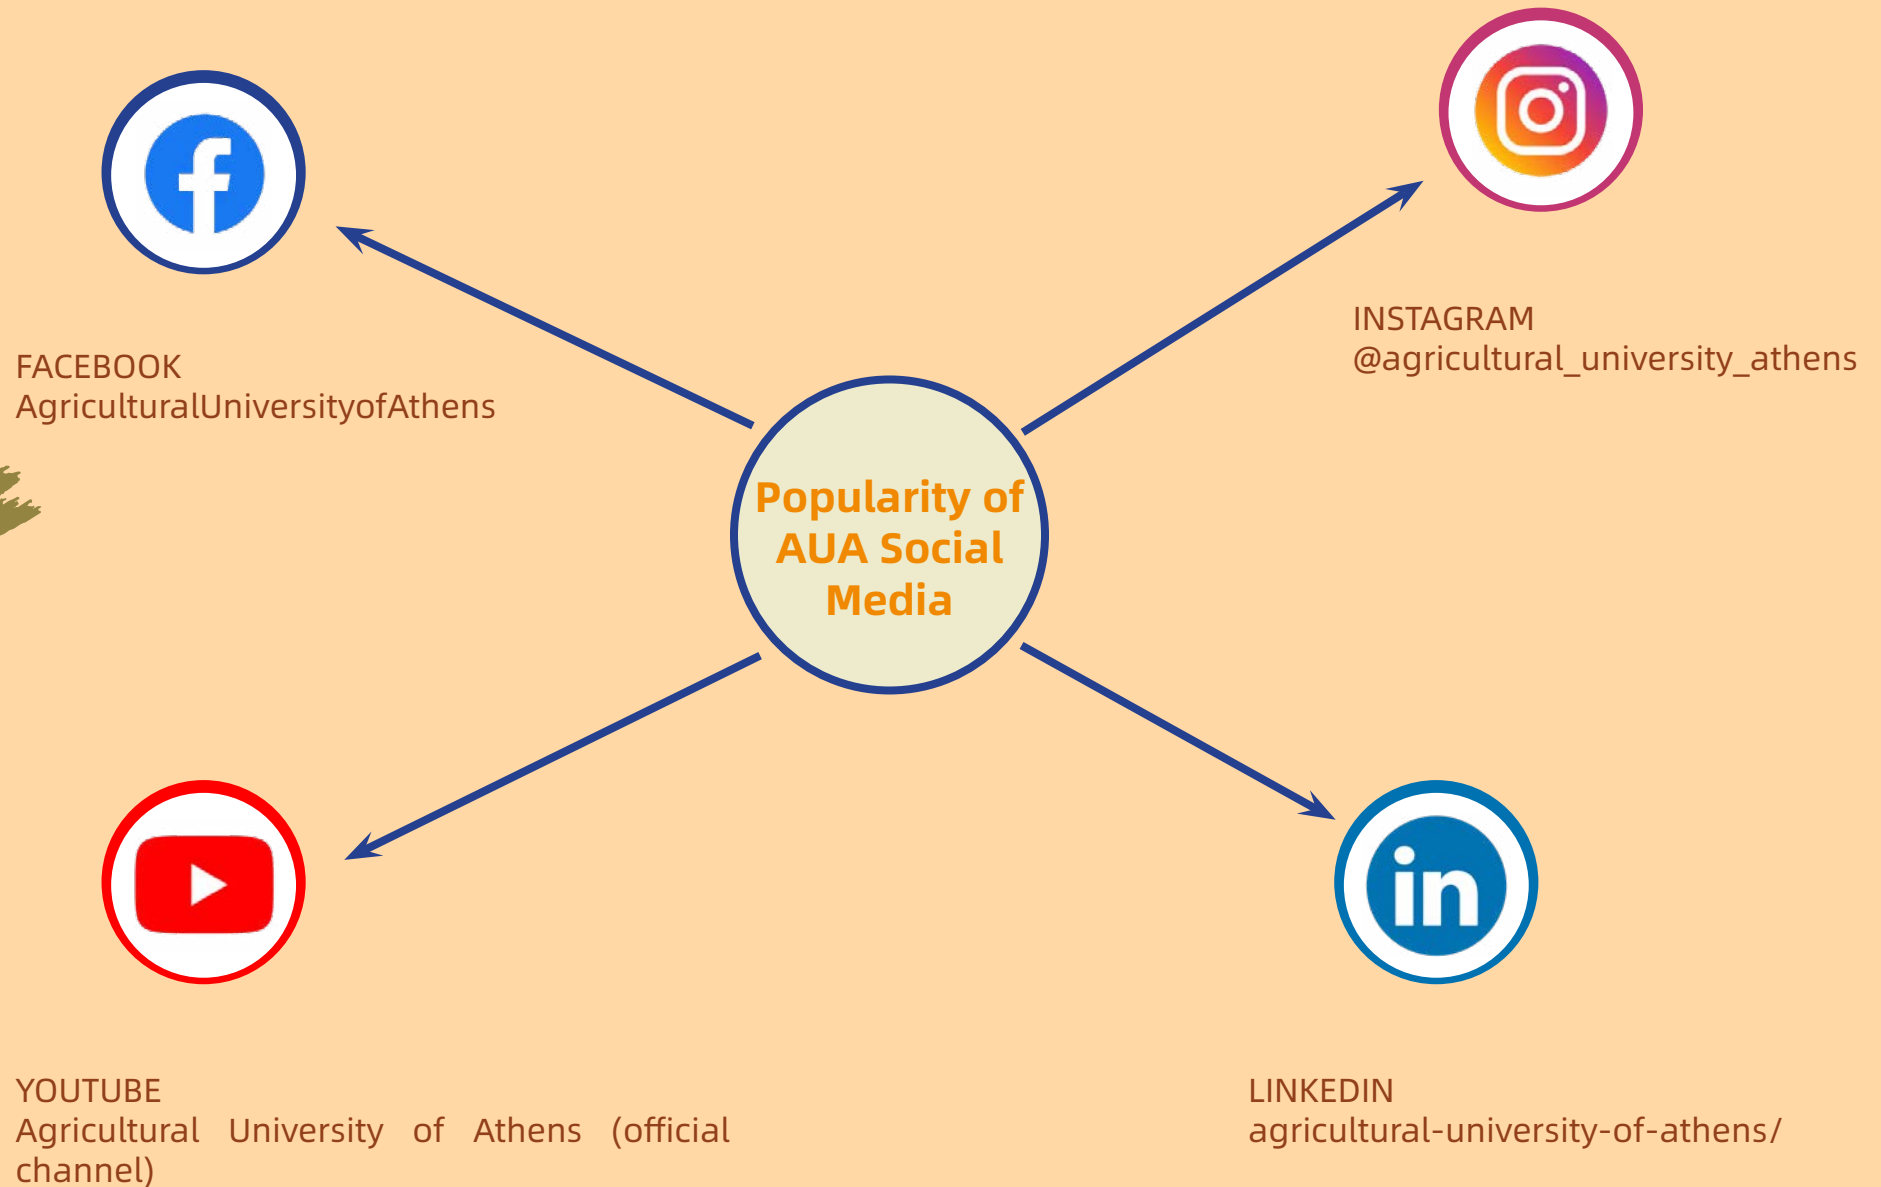 FACEBOOK
AgriculturalUniversityofAthens
INSTAGRAM
@agricultural_university_athens
Popularity of
AUA Social
Media
in
YOUTUBE
Agricultural University of Athens (official
channel)
LINKEDIN
agricultural-university-of-athens/